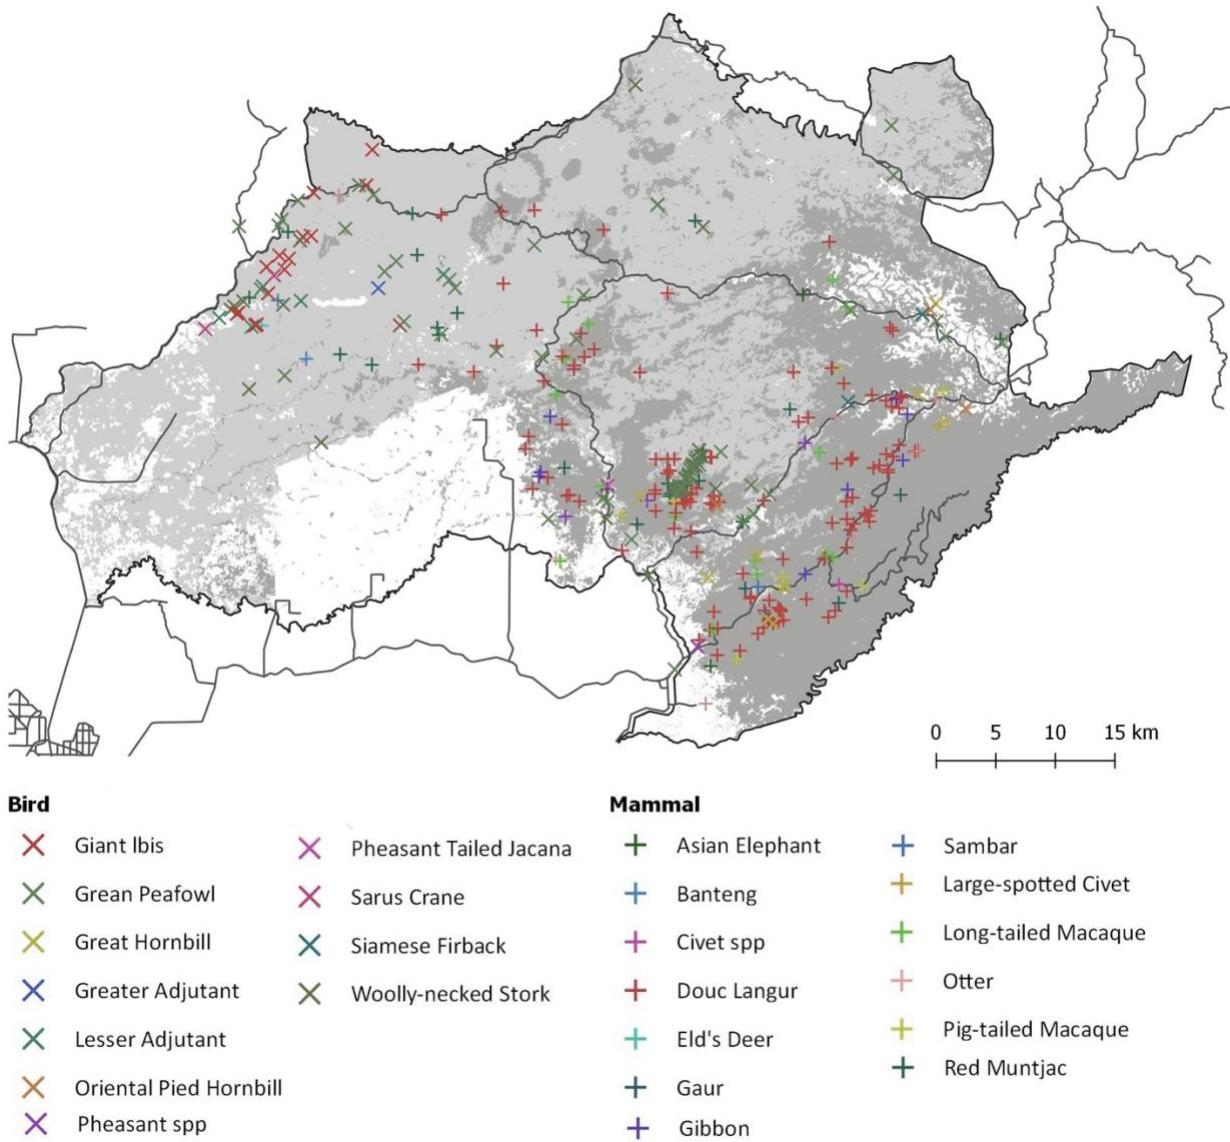 0 5 10 15 km
Bird
Giant Ibis
Grean Peafowl
Great Hornbill
Greater Adjutant
Lesser Adjutant
Oriental Pied Hornbill
Pheasant spp
Pheasant Tailed Jacana
Sarus Crane
Siamese Firback
Woolly-necked Stork
Mammal
Asian Elephant
Banteng
Civet spp
Douc Langur
Eld's Deer
Gaur
Gibbon
Sambar
Large-spotted Civet
Long-tailed Macaque
Otter
Pig-tailed Macaque
Red Muntjac